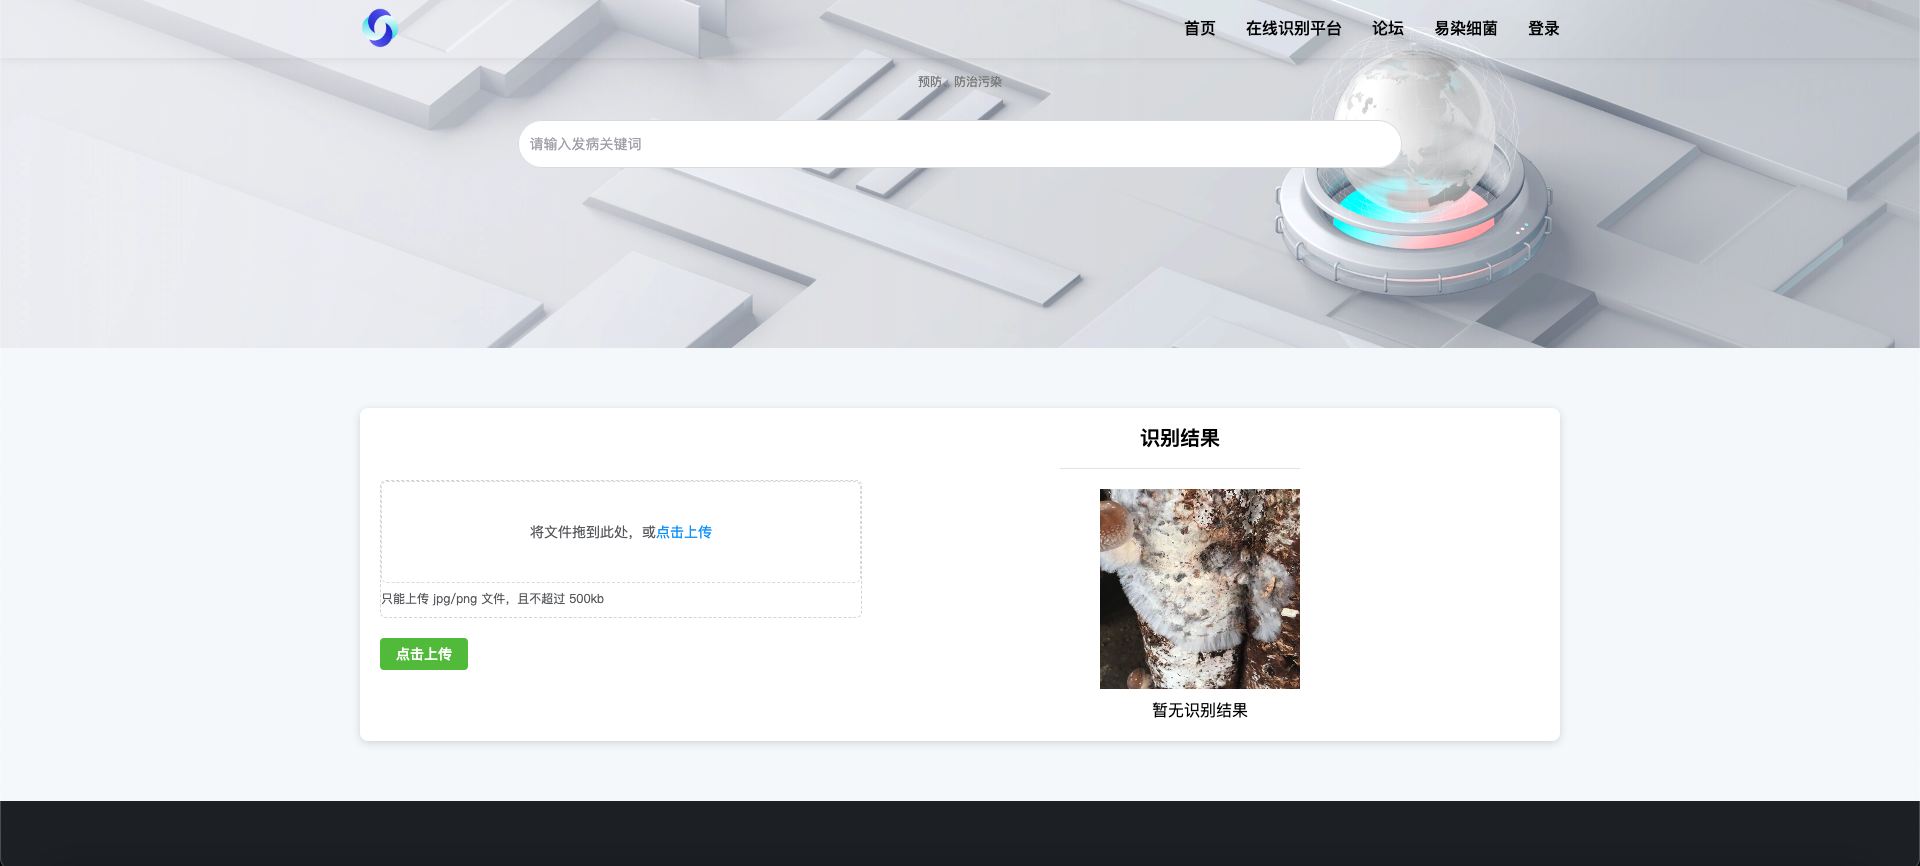 首页 在线识别平台 论坛 易染细菌 登录
预防、防治污染
请输入发病关键词
识别结果
将文件拖到此处，或点击上传
只能上传 jpg/png 文件，且不超过 500kb
点击上传
暂无识别结果